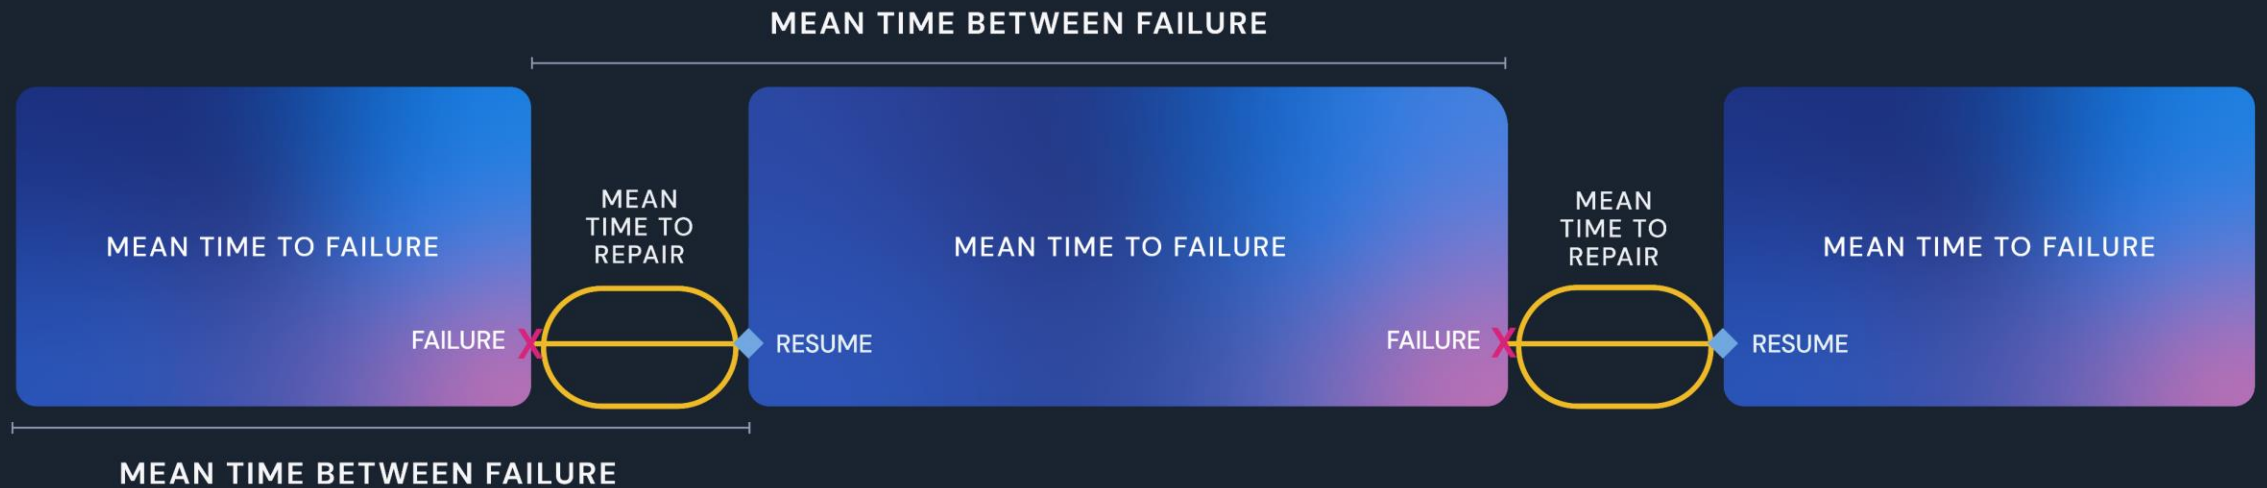 MEAN TIME BETWEEN FAILURE
MEAN TIME TO FAILURE
FAILURE
X
MEAN
TIME TO
REPAIR
RESUME
MEAN TIME TO FAILURE
FAILURE
X
MEAN
TIME TO
REPAIR
RESUME
MEAN TIME TO FAILURE
MEAN TIME BETWEEN FAILURE